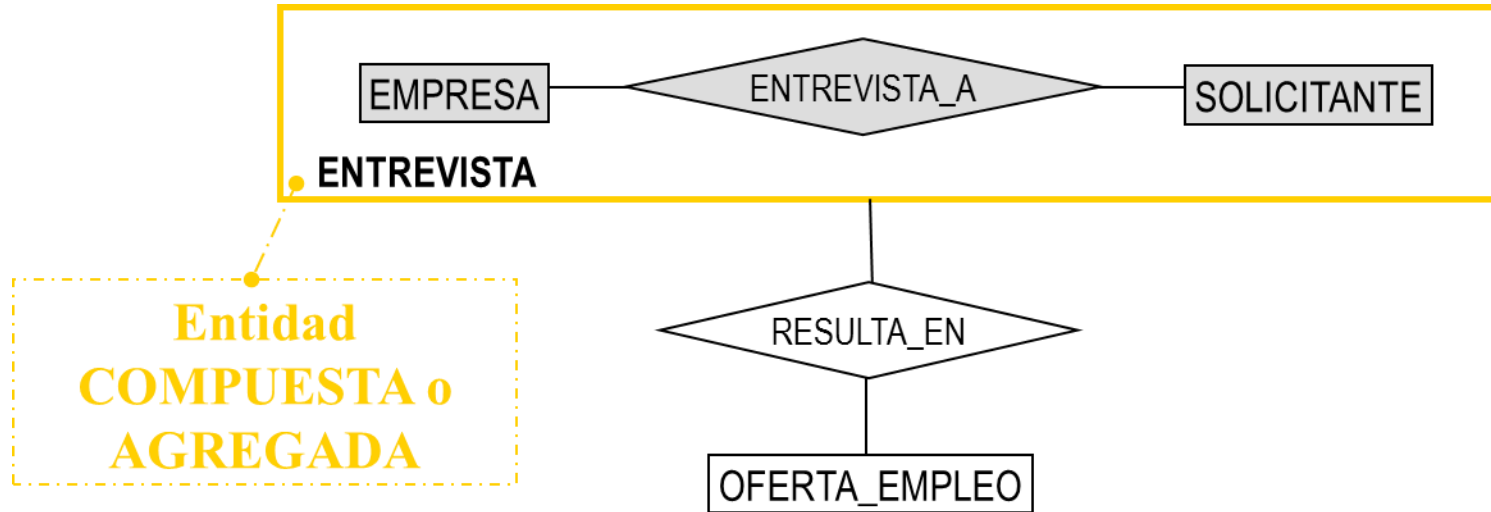 EMPRESA
ENTREVISTA_A
SOLICITANTE
ENTREVISTA
Entidad
COMPUESTA o
AGREGADA
RESULTA_EN
OFERTA_EMPLEO